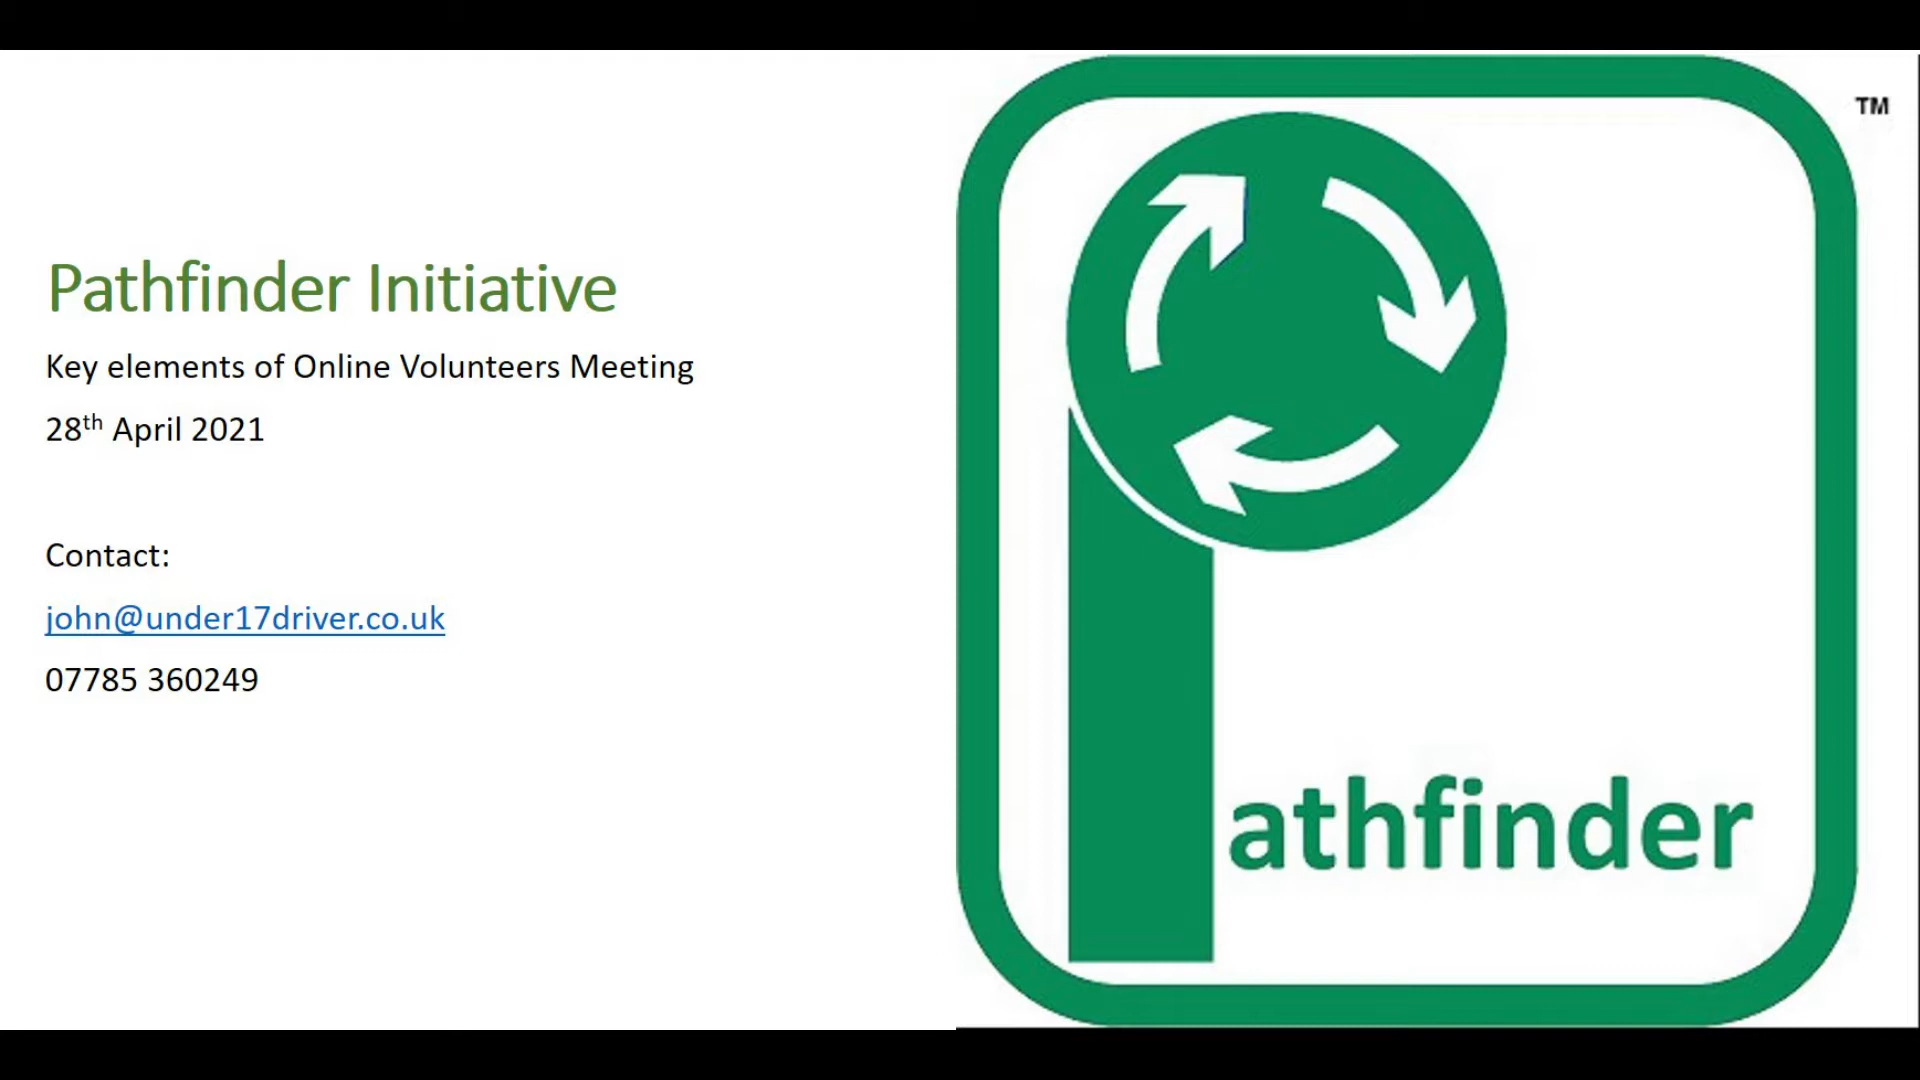 Pathfinder Initiative
Key elements of Online Volunteers Meeting
28th April 2021
Contact:
john@under17driver.co.uk
07785 360249
TM
Pathfinder